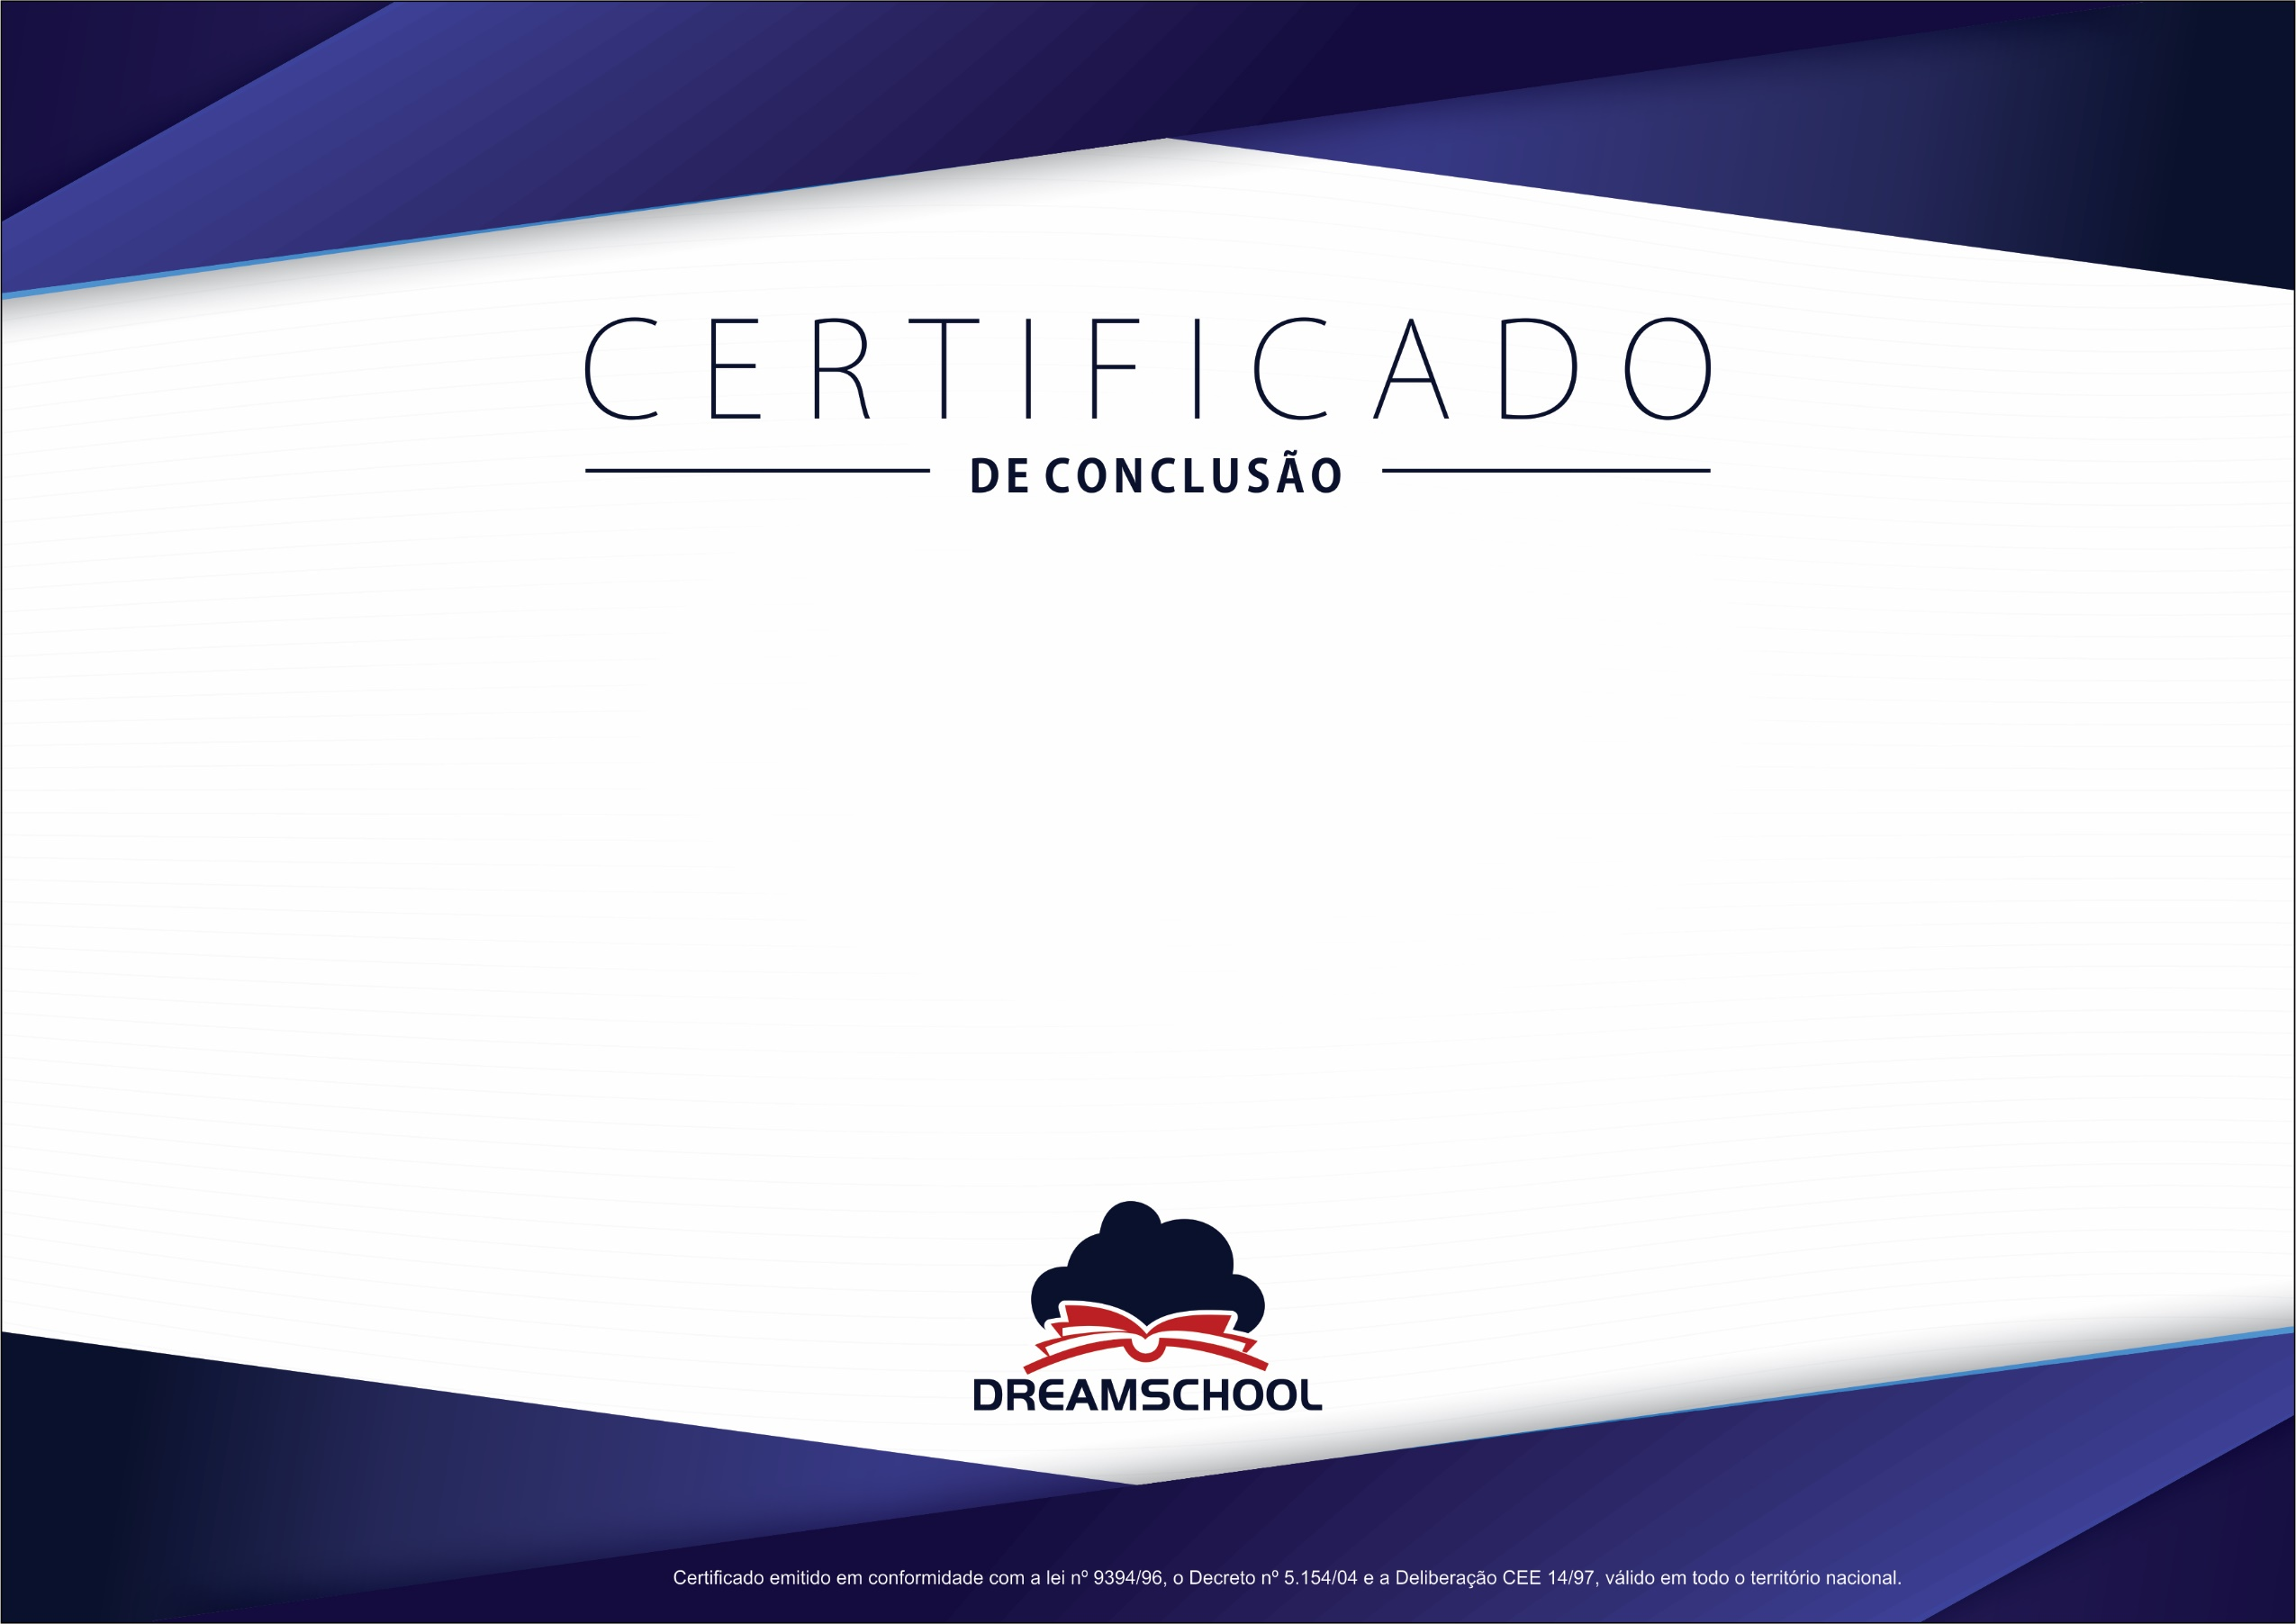 CERTIFICADO
DE CONCLUSÃO
DREAMSCHOOL
Certificado emitido em conformidade com a lei nº 9394/96, o Decreto nº 5.154/04 e a Deliberação CEE 14/97, válido em todo o território nacional.